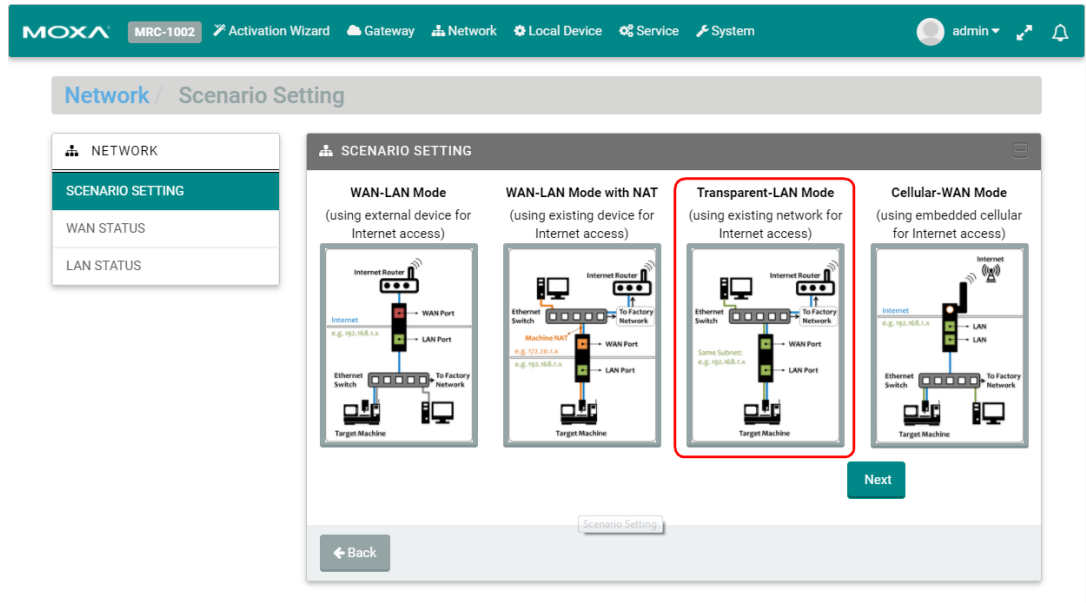 MOXA MRC-1002 Activation Wizard Gateway Network Local Device Service System admin
Network / Scenario Setting
NETWORK
SCENARIO SETTING
WAN STATUS
LAN STATUS
SCENARIO SETTING
WAN-LAN Mode
(using external device for
Internet access)
Internet Router
WAN Port
Internet
e.g. 192.168.1.x
LAN Port
Ethernet
Switch
To Factory
Network
Target Machine
WAN-LAN Mode with NAT
(using existing device for
Internet access)
Internet Router
Ethernet
Switch
To Factory
Network
Machine NAT
e.g. 172.20.1.x
WAN Port
e.g. 192.168.1.x
LAN Port
Target Machine
Transparent-LAN Mode
(using existing network for
Internet access)
Internet Router
Ethernet
Switch
To Factory
Network
WAN Port
Same Subnet:
e.g. 192.168.1.x
LAN Port
Target Machine
Cellular-WAN Mode
(using embedded cellular
for Internet access)
Internet
Internet
e.g. 192.168.1.x
LAN
LAN
Ethernet
Switch
To Factory
Network
Target Machine
Next
Scenario Setting
Back